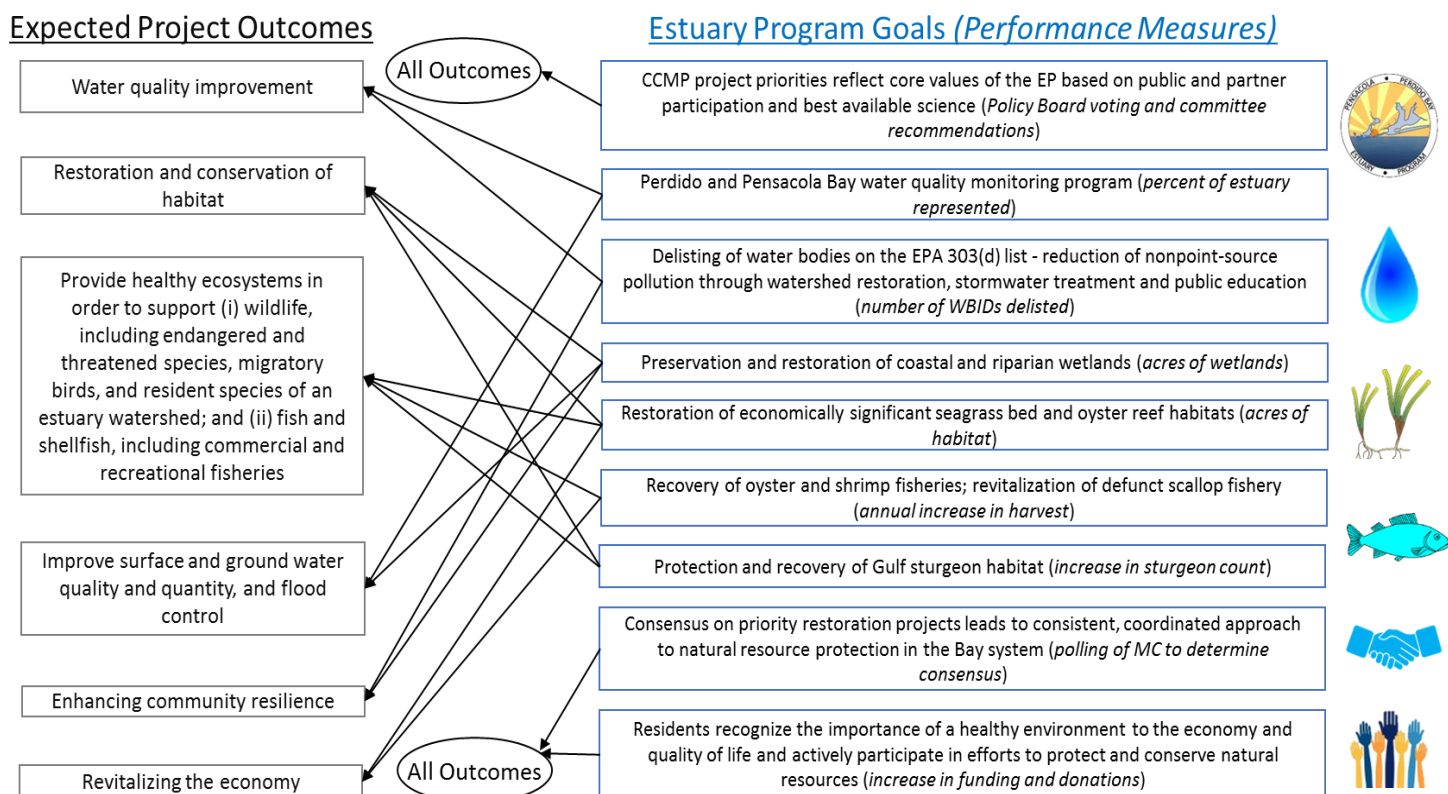 Expected Project Outcomes
Water quality improvement
Restoration and conservation of
habitat
Provide healthy ecosystems in
order to support (i) wildlife,
including endangered and
threatened species, migratory
birds, and resident species of an
estuary watershed; and (ii) fish and
shellfish, including commercial and
recreational fisheries
Improve surface and ground water
quality and quantity, and flood
control
Enhancing community resilience
Revitalizing the economy
All Outcomes
All Outcomes
Estuary Program Goals (Performance Measures)
CCMP project priorities reflect core values of the EP based on public and partner
participation and best available science (Policy Board voting and committee
recommendations)
Perdido and Pensacola Bay water quality monitoring program (percent of estuary
represented)
Delisting of water bodies on the EPA 303(d) list - reduction of nonpoint-source
pollution through watershed restoration, stormwater treatment and public education
(number of WBIDs delisted)
Preservation and restoration of coastal and riparian wetlands (acres of wetlands)
Restoration of economically significant seagrass bed and oyster reef habitats (acres of
habitat)
Recovery of oyster and shrimp fisheries; revitalization of defunct scallop fishery
(annual increase in harvest)
Protection and recovery of Gulf sturgeon habitat (increase in sturgeon count)
Consensus on priority restoration projects leads to consistent, coordinated approach
to natural resource protection in the Bay system (polling of MC to determine
consensus)
Residents recognize the importance of a healthy environment to the economy and
quality of life and actively participate in efforts to protect and conserve natural
resources (increase in funding and donations)
PENSACOLA • PERDIDO BAY
ESTUARY • PROGRAM